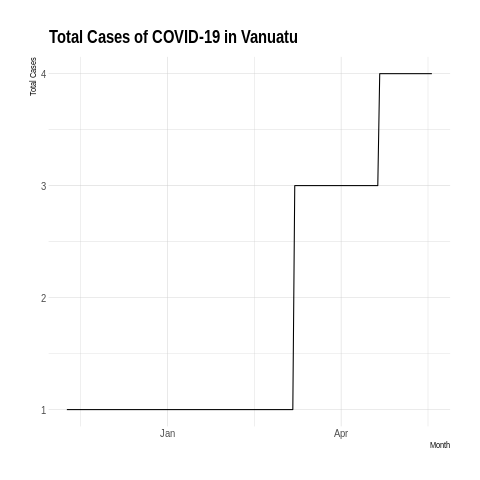 Total Cases of COVID-19 in Vanuatu
Total Cases
4
3
2
1
Jan
Apr
Month